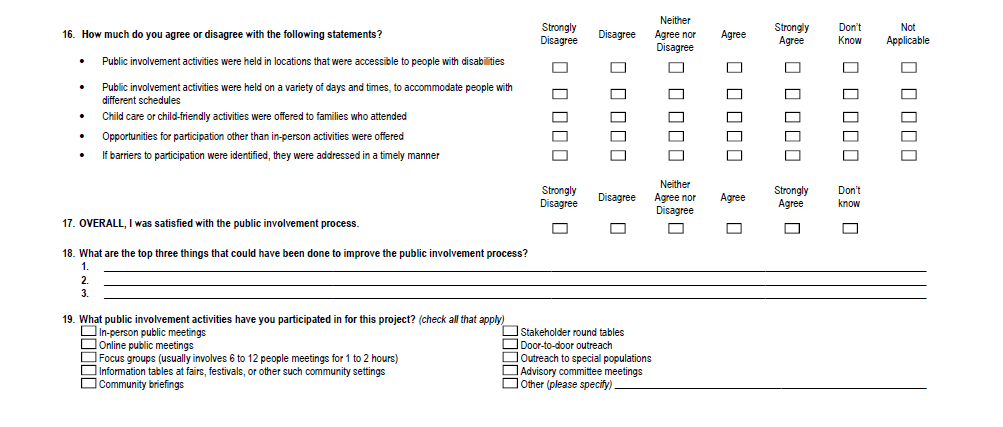 16. How much do you agree or disagree with the following statements?
Strongly Disagree
Disagree
Neither Agree nor Disagree
Agree
Strongly Agree
Don't Know
Not Applicable
• Public involvement activities were held in locations that were accessible to people with disabilities
• Public involvement activities were held on a variety of days and times, to accommodate people with
different schedules
• Child care or child-friendly activities were offered to families who attended
• Opportunities for participation other than in-person activities were offered
• If barriers to participation were identified, they were addressed in a timely manner
Strongly Disagree
Disagree
Neither Agree nor Disagree
Agree
Strongly Agree
Don't know
17. OVERALL, I was satisfied with the public involvement process.
18. What are the top three things that could have been done to improve the public involvement process?
1.
2.
3.
19. What public involvement activities have you participated in for this project? (check all that apply)
In-person public meetings
Online public meetings
Focus groups (usually involves 6 to 12 people meetings for 1 to 2 hours)
Information tables at fairs, festivals, or other such community settings
Community briefings
Stakeholder round tables
Door-to-door outreach
Outreach to special populations
Advisory committee meetings
Other (please specify)